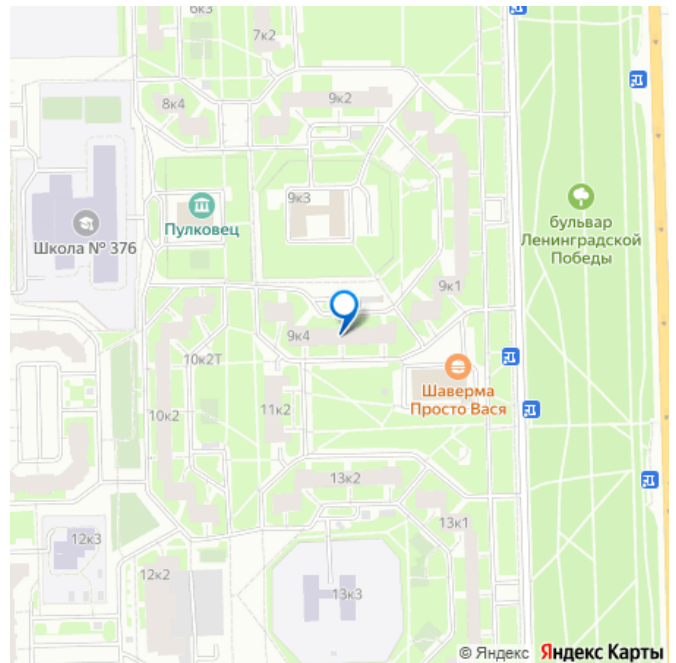 6к3
7к2
8к4
9к2
9к3
Пулковец
Школа № 376
бульвар
Ленинградской
Победы
9к1
9к4
10к2Т
Шаверма
Просто Вася
10к2
11к2
13к2
13к1
12к3
12к2
13к3
© Яндекс Яндекс Карты